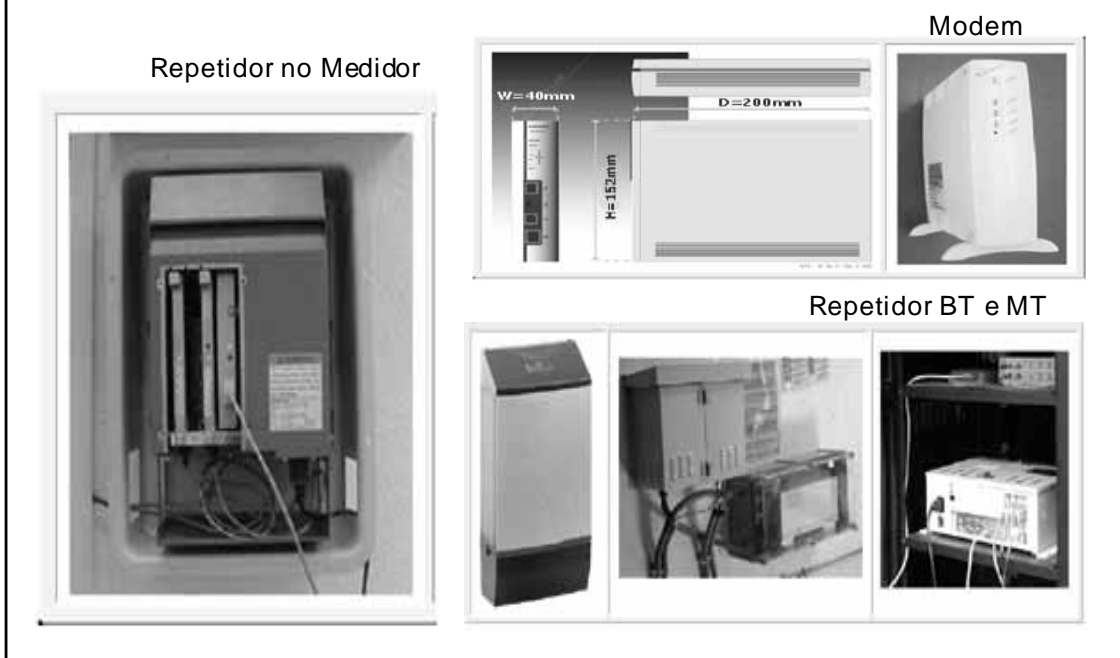 Modem
Repetidor no Medidor
W=40mm
D=200mm
H=152mm
Repetidor BT e MT